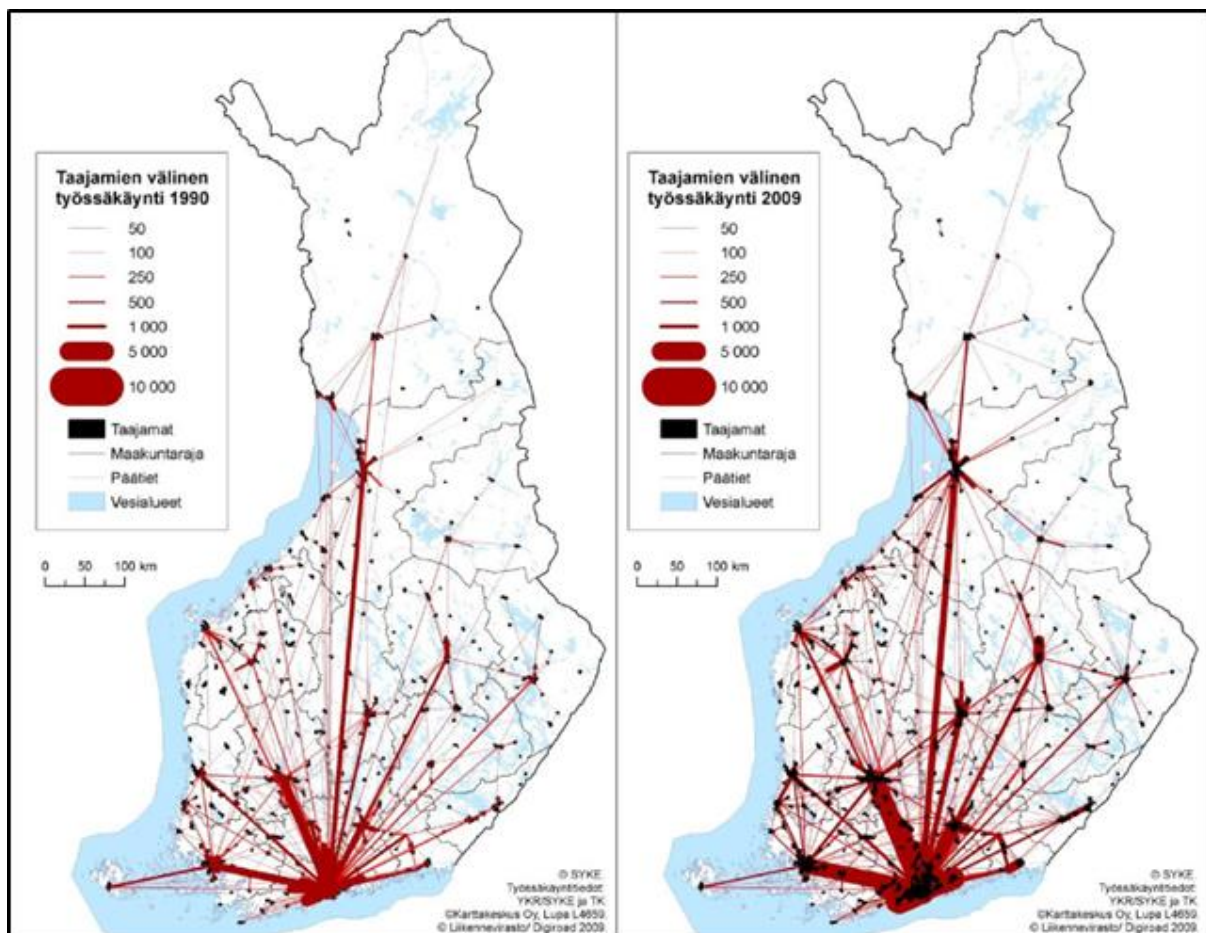 Taajamien välinen
työssäkäynti 1990
50
100
250
500
1 000
5 000
10 000
Taajamat
Maakuntaraja
Päätiet
Vesialueet
0 50 100 km
© SYKE.
Työssäkäyntitiedot:
YKR/SYKE ja TK
©Karttakeskus Oy, Lupa L4659.
© Liikennevirasto/ Digiroad 2009.
Taajamien välinen
työssäkäynti 2009
50
100
250
500
1 000
5 000
10 000
Taajamat
Maakuntaraja
Päätiet
Vesialueet
0 50 100 km
© SYKE.
Työssäkäyntitiedot:
YKR/SYKE ja TK
©Karttakeskus Oy, Lupa L4659.
© Liikennevirasto/ Digiroad 2009.